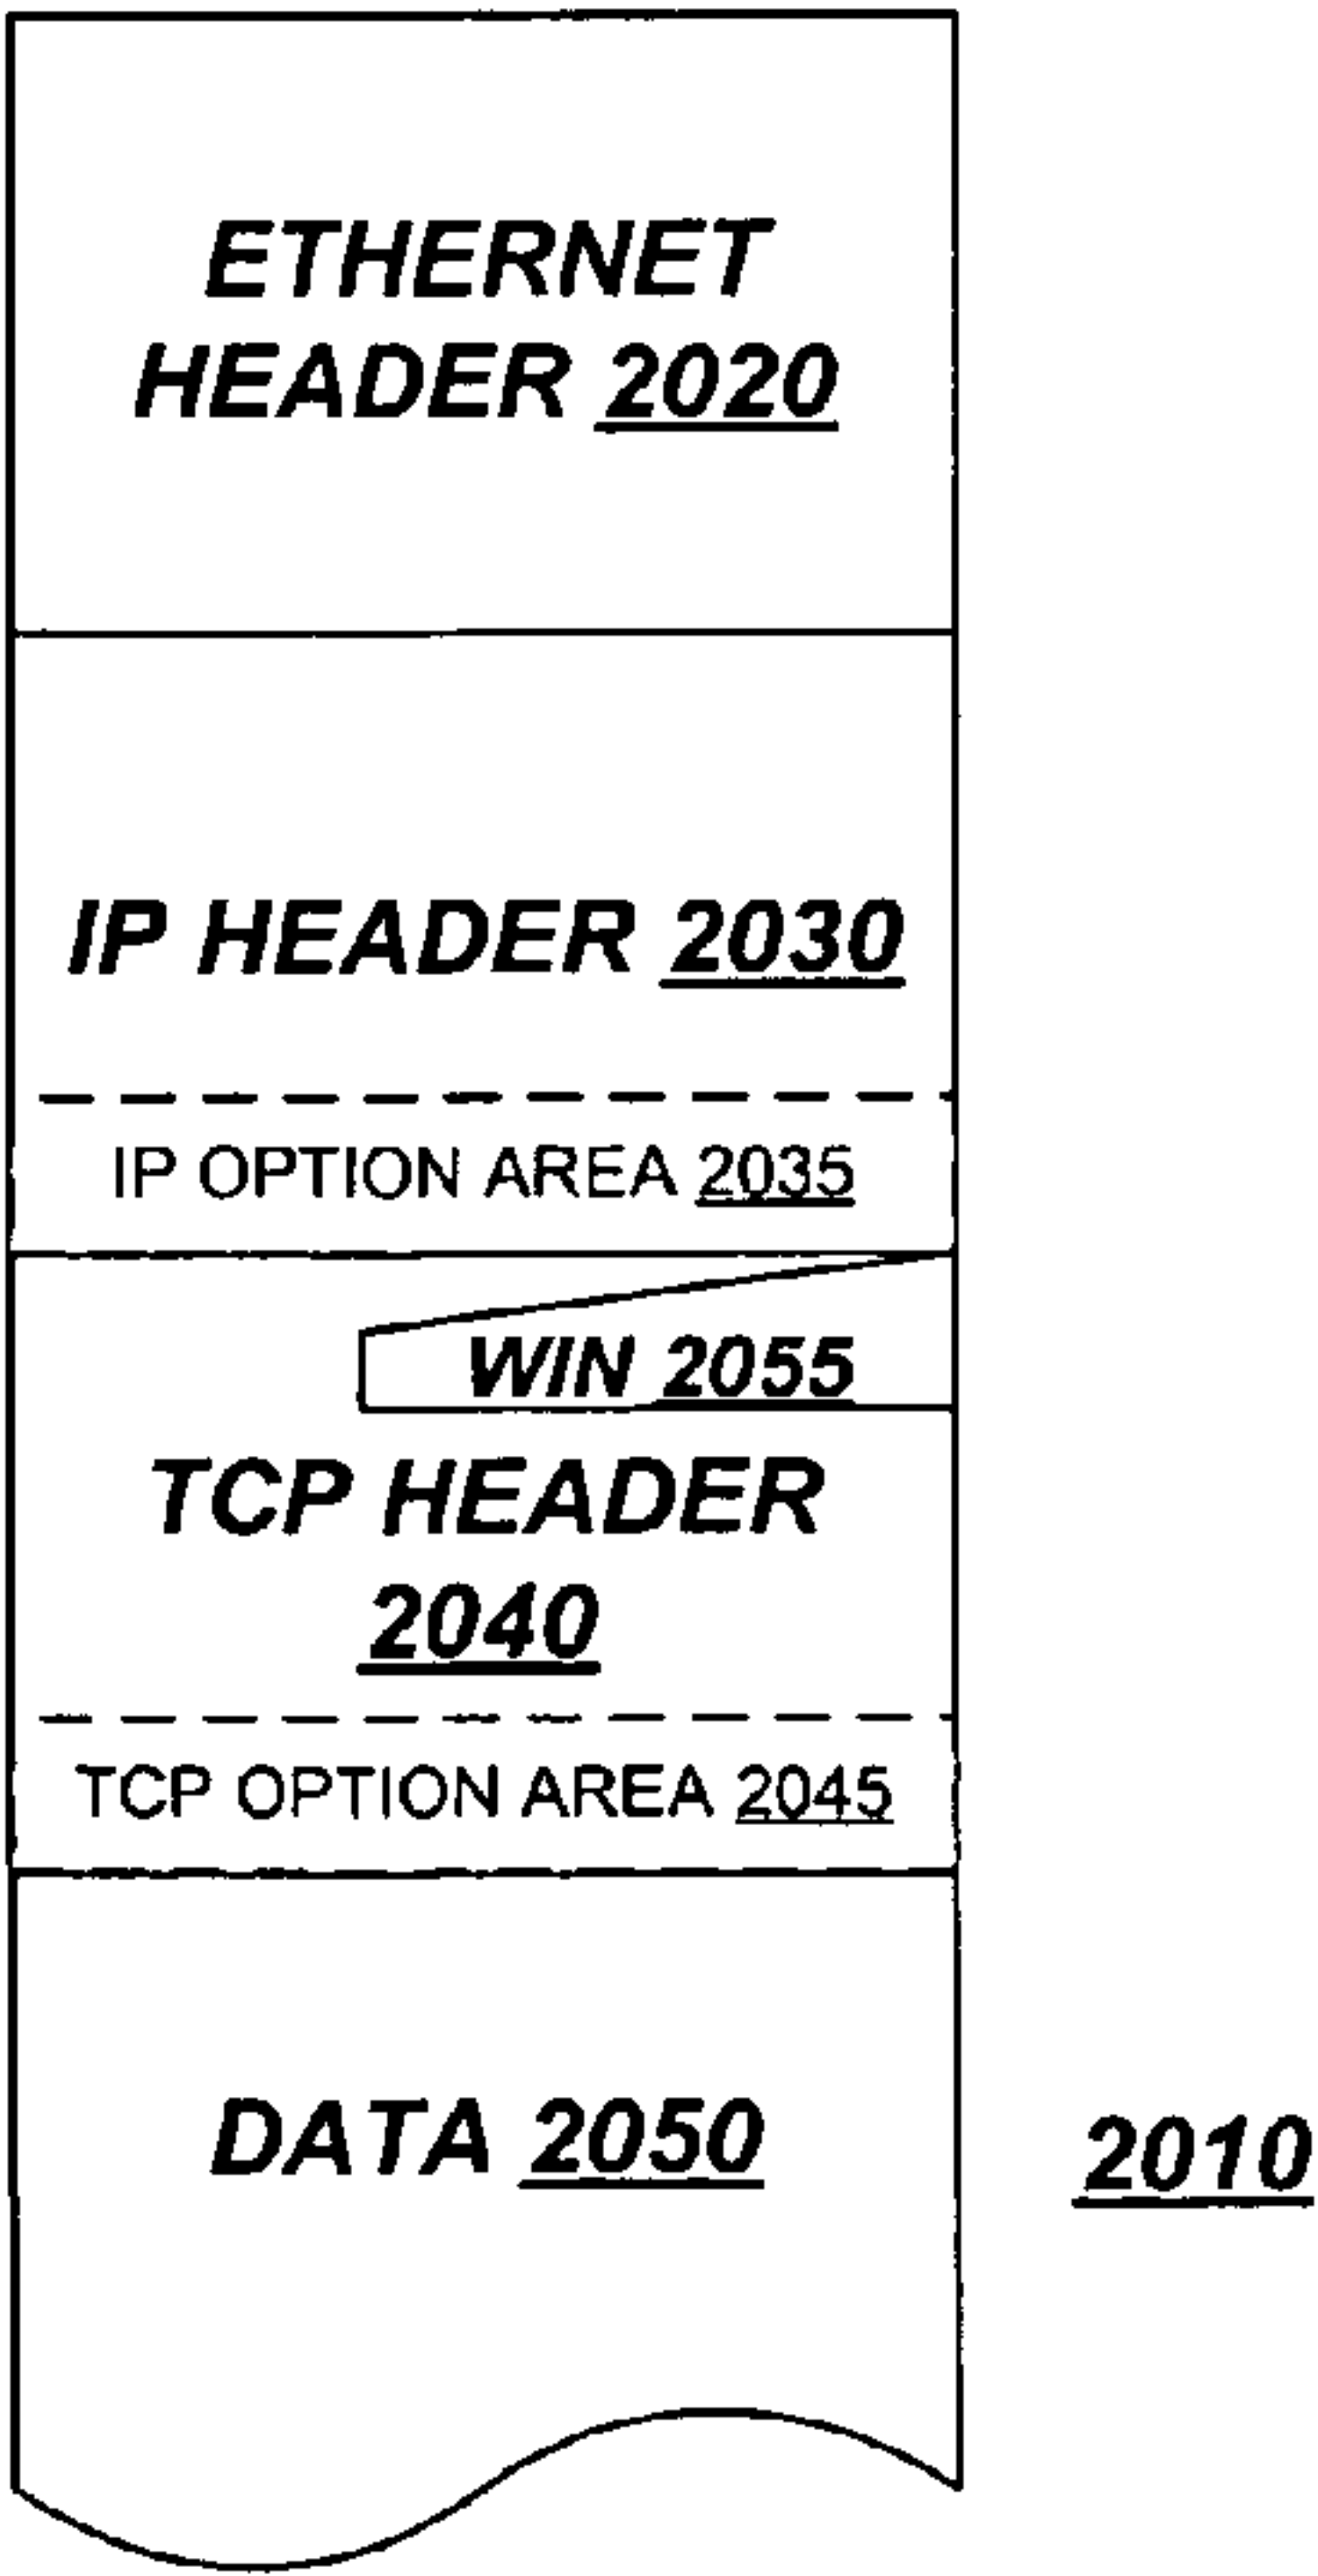 ETHERNET
HEADER 2020
IP HEADER 2030
IP OPTION AREA 2035
WIN 2055
TCP HEADER
2040
TCP OPTION AREA 2045
DATA 2050
2010